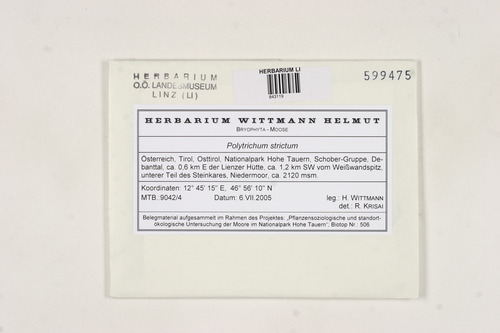 HERBARIUM
O.Ö. LANDESMUSEUM
LINZ (LI)
HERBARIUM LI
843119
599475
HERBARIUM WITTMANN HELMUT
BRYOPHYTA - MOOSE
Polytrichum strictum
Österreich, Tirol, Osttirol, Nationalpark Hohe Tauern, Schober-Gruppe, De-
banttal, ca. 0,6 km E der Lienzer Hütte, ca. 1,2 km SW vom Weißwandspitz,
unterer Teil des Steinkares, Niedermoor, ca. 2120 msm.
Koordinaten: 12° 45' 15" E, 46° 56' 10" N
MTB. 9042/4 Datum: 6.VII.2005 leg.: H. WITTMANN
det.: R. KRISAI
Belegmaterial aufgesammelt im Rahmen des Projektes: „Pflanzensoziologische und standort-
ökologische Untersuchung der Moore im Nationalpark Hohe Tauern"; Biotop Nr.: 506